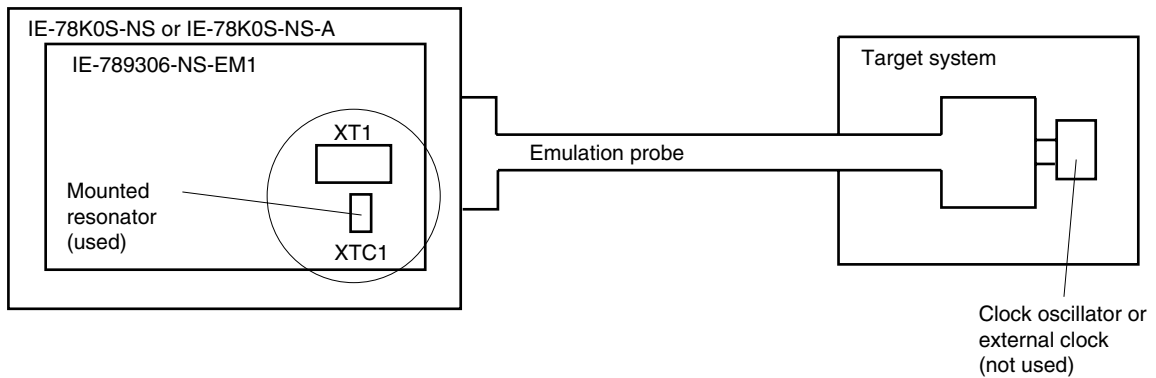 IE-78K0S-NS or IE-78K0S-NS-A
IE-789306-NS-EM1
XT1
Mounted
resonator
(used)
XTC1
Emulation probe
Target system
Clock oscillator or
external clock
(not used)